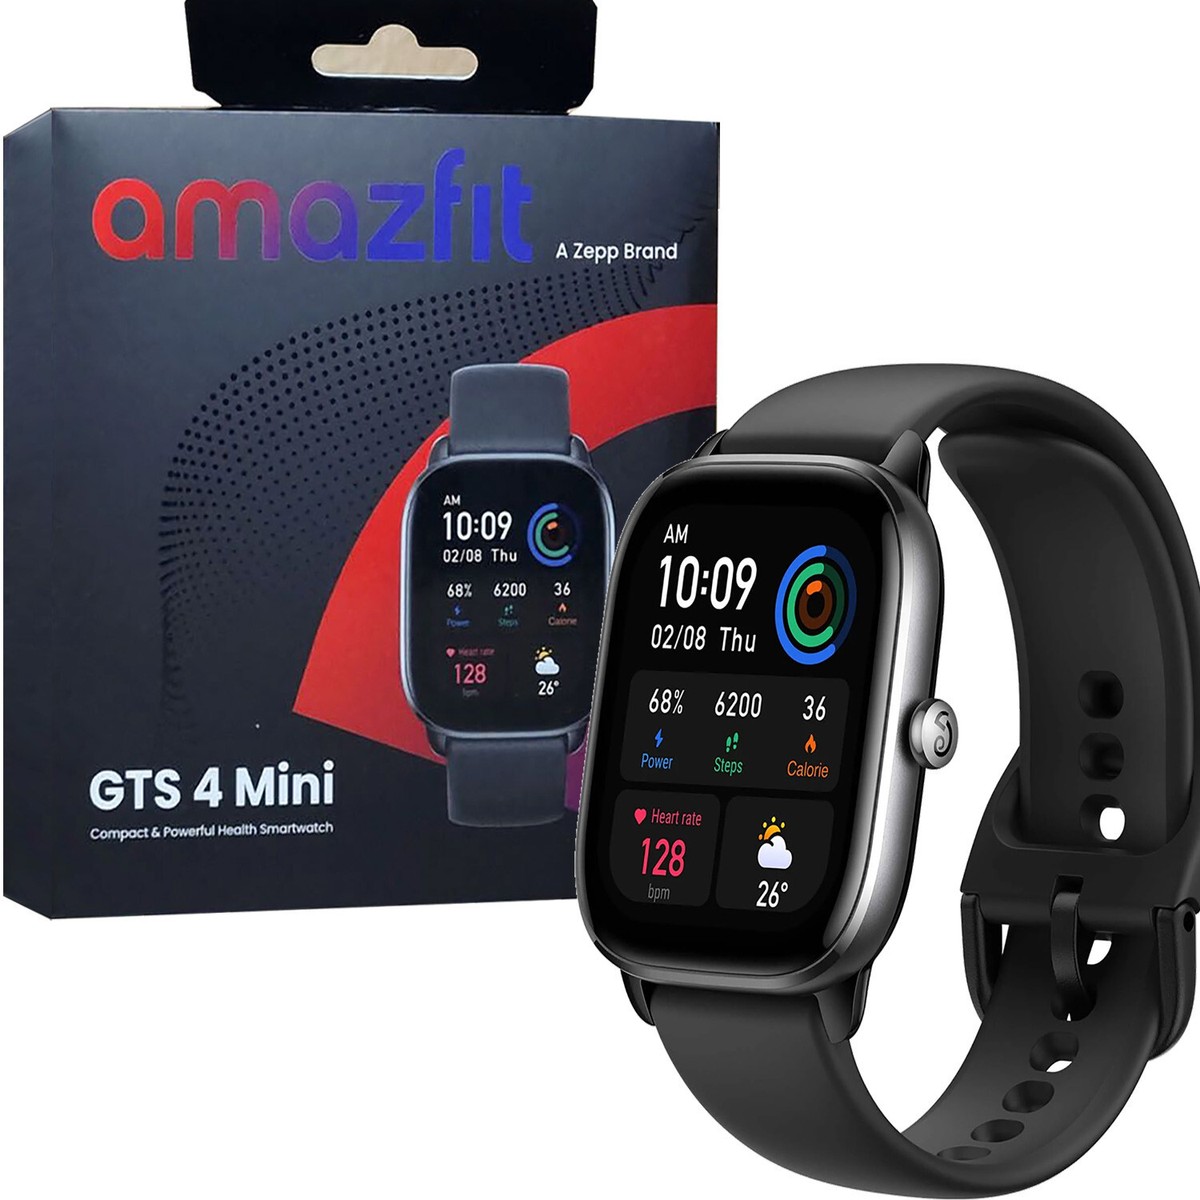 amazfit
A Zepp Brand
AM
10:09
02/08 Thu
68% 6200 36
Power Steps Calorie
Heart rate
128
bpm
26°
GTS 4 Mini
Compact & Powerful Health Smartwatch
AM
10:09
02/08 Thu
68% 6200 36
Power Steps Calorie
Heart rate
128
bpm
26°